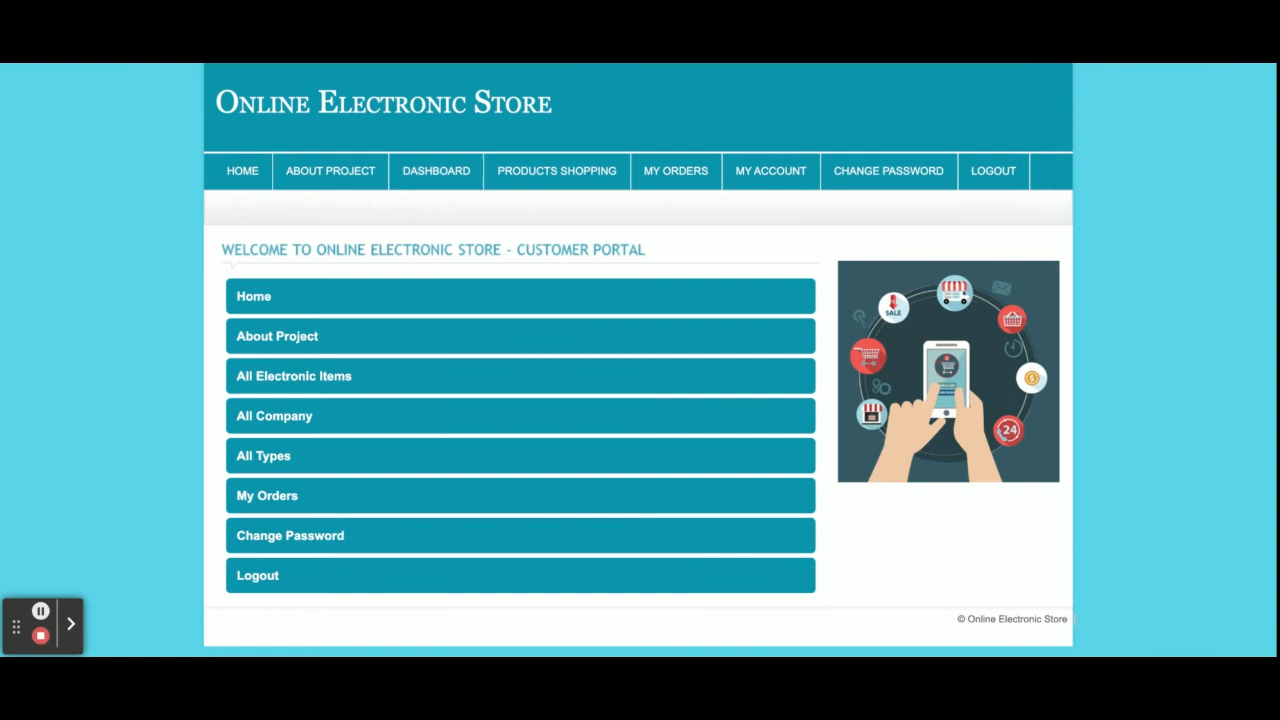 ONLINE ELECTRONIC STORE
HOME ABOUT PROJECT DASHBOARD PRODUCTS SHOPPING MY ORDERS MY ACCOUNT CHANGE PASSWORD LOGOUT
WELCOME TO ONLINE ELECTRONIC STORE - CUSTOMER PORTAL
Home
About Project
All Electronic Items
All Company
All Types
My Orders
Change Password
Logout
SALE
24
© Online Electronic Store